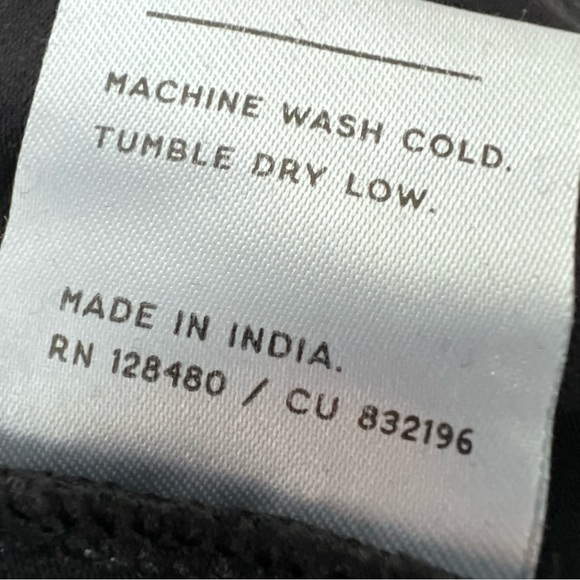 MACHINE WASH COLD.
TUMBLE DRY LOW.
MADE IN INDIA.
RN 128480 / CU 832196